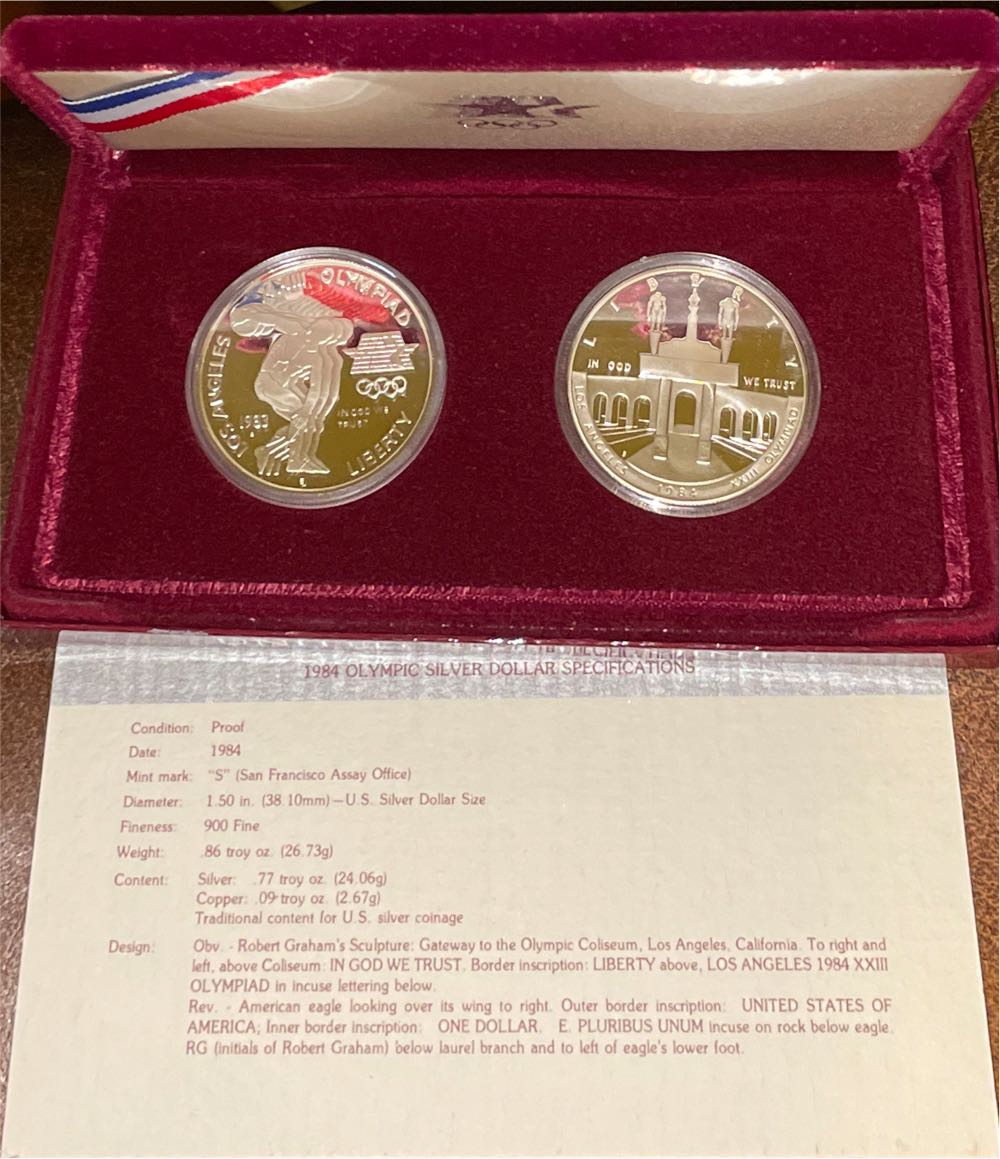 XXIII OLYMPIAD
LOS ANGELES
1983
S
IN GOD WE
TRUST
LIBERTY
LIBERTY
IN GOD
WE TRUST
LOS ANGELES
1984
XXIII OLYMPIAD
1984 OLYMPIC SILVER DOLLAR SPECIFICATIONS
Condition: Proof
Date: 1984
Mint mark: "S" (San Francisco Assay Office)
Diameter: 1.50 in. (38.10mm)—U.S. Silver Dollar Size
Fineness: 900 Fine
Weight: .86 troy oz. (26.73g)
Content: Silver: .77 troy oz. (24.06g)
Copper: .09 troy oz. (2.67g)
Traditional content for U.S. silver coinage
Design: Obv. - Robert Graham's Sculpture: Gateway to the Olympic Coliseum, Los Angeles, California. To right and
left, above Coliseum: IN GOD WE TRUST. Border inscription: LIBERTY above, LOS ANGELES 1984 XXIII
OLYMPIAD in incuse lettering below.
Rev. - American eagle looking over its wing to right. Outer border inscription: UNITED STATES OF
AMERICA; Inner border inscription: ONE DOLLAR. E. PLURIBUS UNUM incuse on rock below eagle.
RG (initials of Robert Graham) below laurel branch and to left of eagle's lower foot.